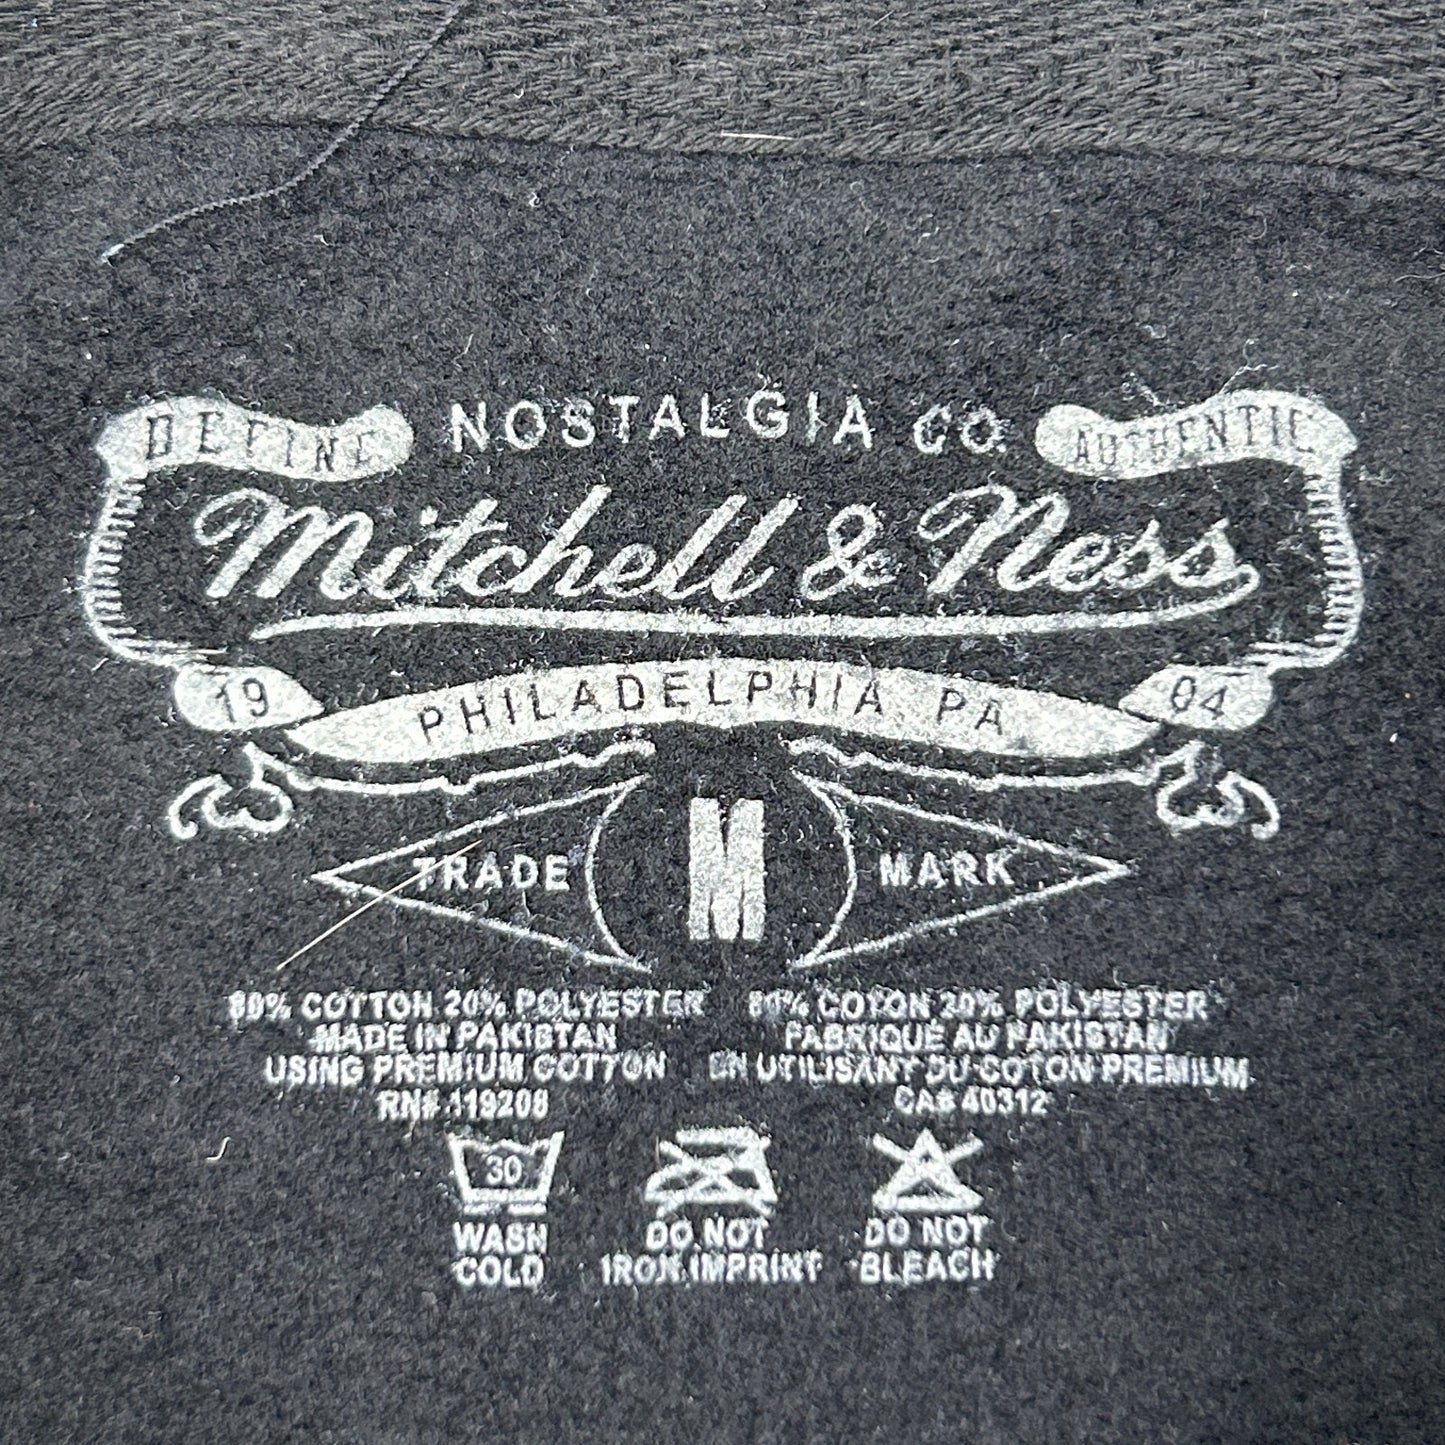 DEFINE NOSTALGIA CO. AUTHENTIC
Mitchell & Ness
19 PHILADELPHIA PA 04
TRADE M MARK
80% COTTON 20% POLYESTER
MADE IN PAKISTAN
USING PREMIUM COTTON
RN# 119208
80% COTON 20% POLYESTER
FABRIQUÉ AU PAKISTAN
EN UTILISANT DU COTON PREMIUM
CA# 40312
30
WASH
COLD
DO NOT
IRON IMPRINT
DO NOT
BLEACH